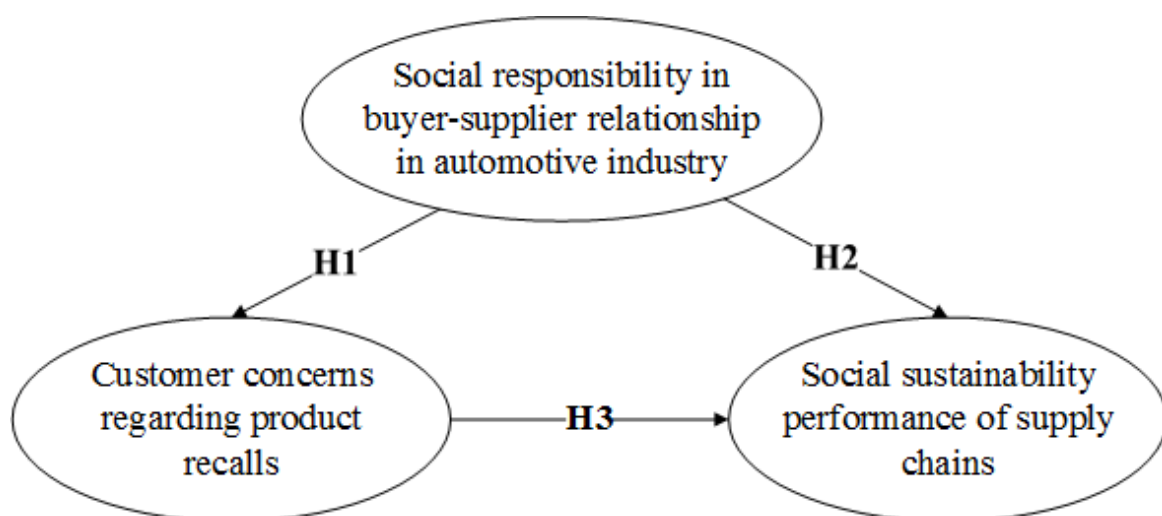 Social responsibility in
buyer-supplier relationship
in automotive industry
H1
H2
Customer concerns
regarding product
recalls
H3
Social sustainability
performance of supply
chains